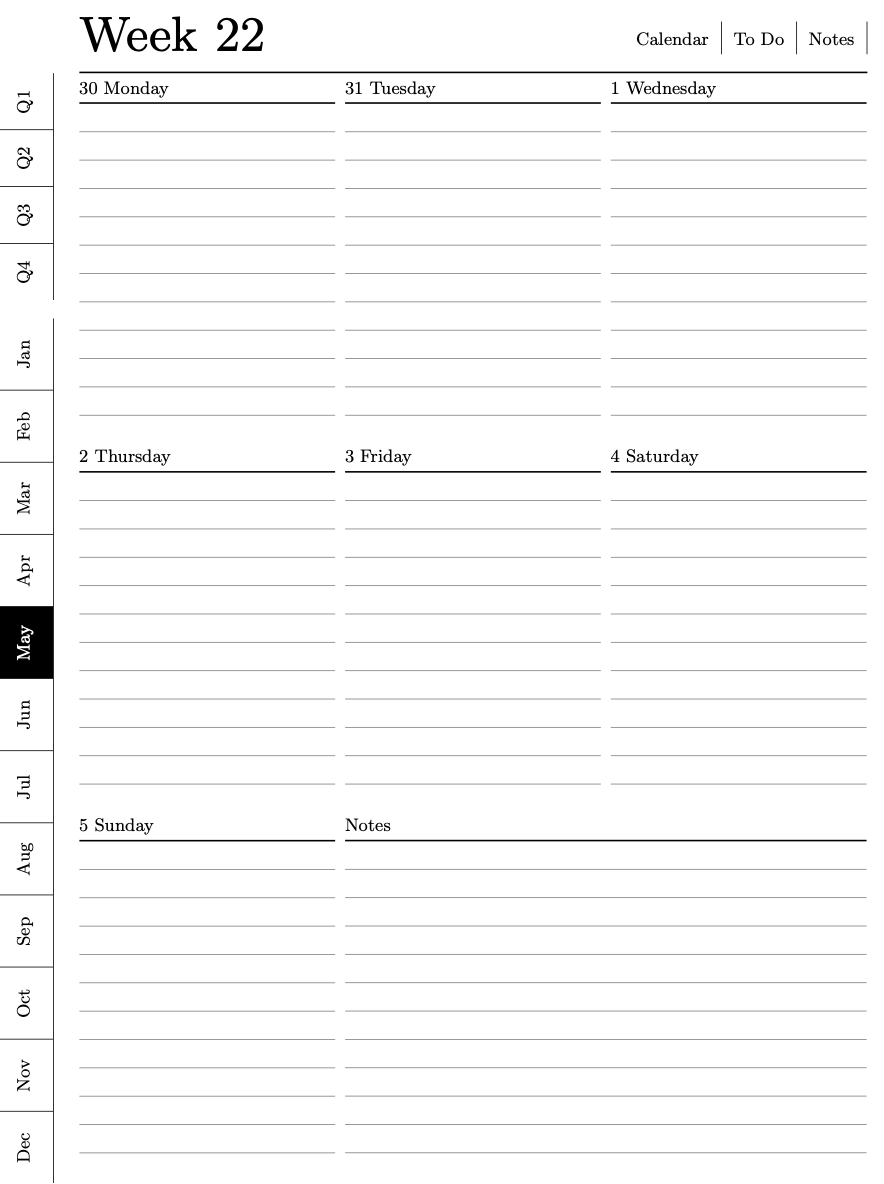 Week 22
Calendar
To Do
Notes
Q1
Q2
Q3
Q4
Jan
Feb
Mar
Apr
May
Jun
Jul
Aug
Sep
Oct
Nov
Dec
30 Monday
31 Tuesday
1 Wednesday
2 Thursday
3 Friday
4 Saturday
5 Sunday
Notes